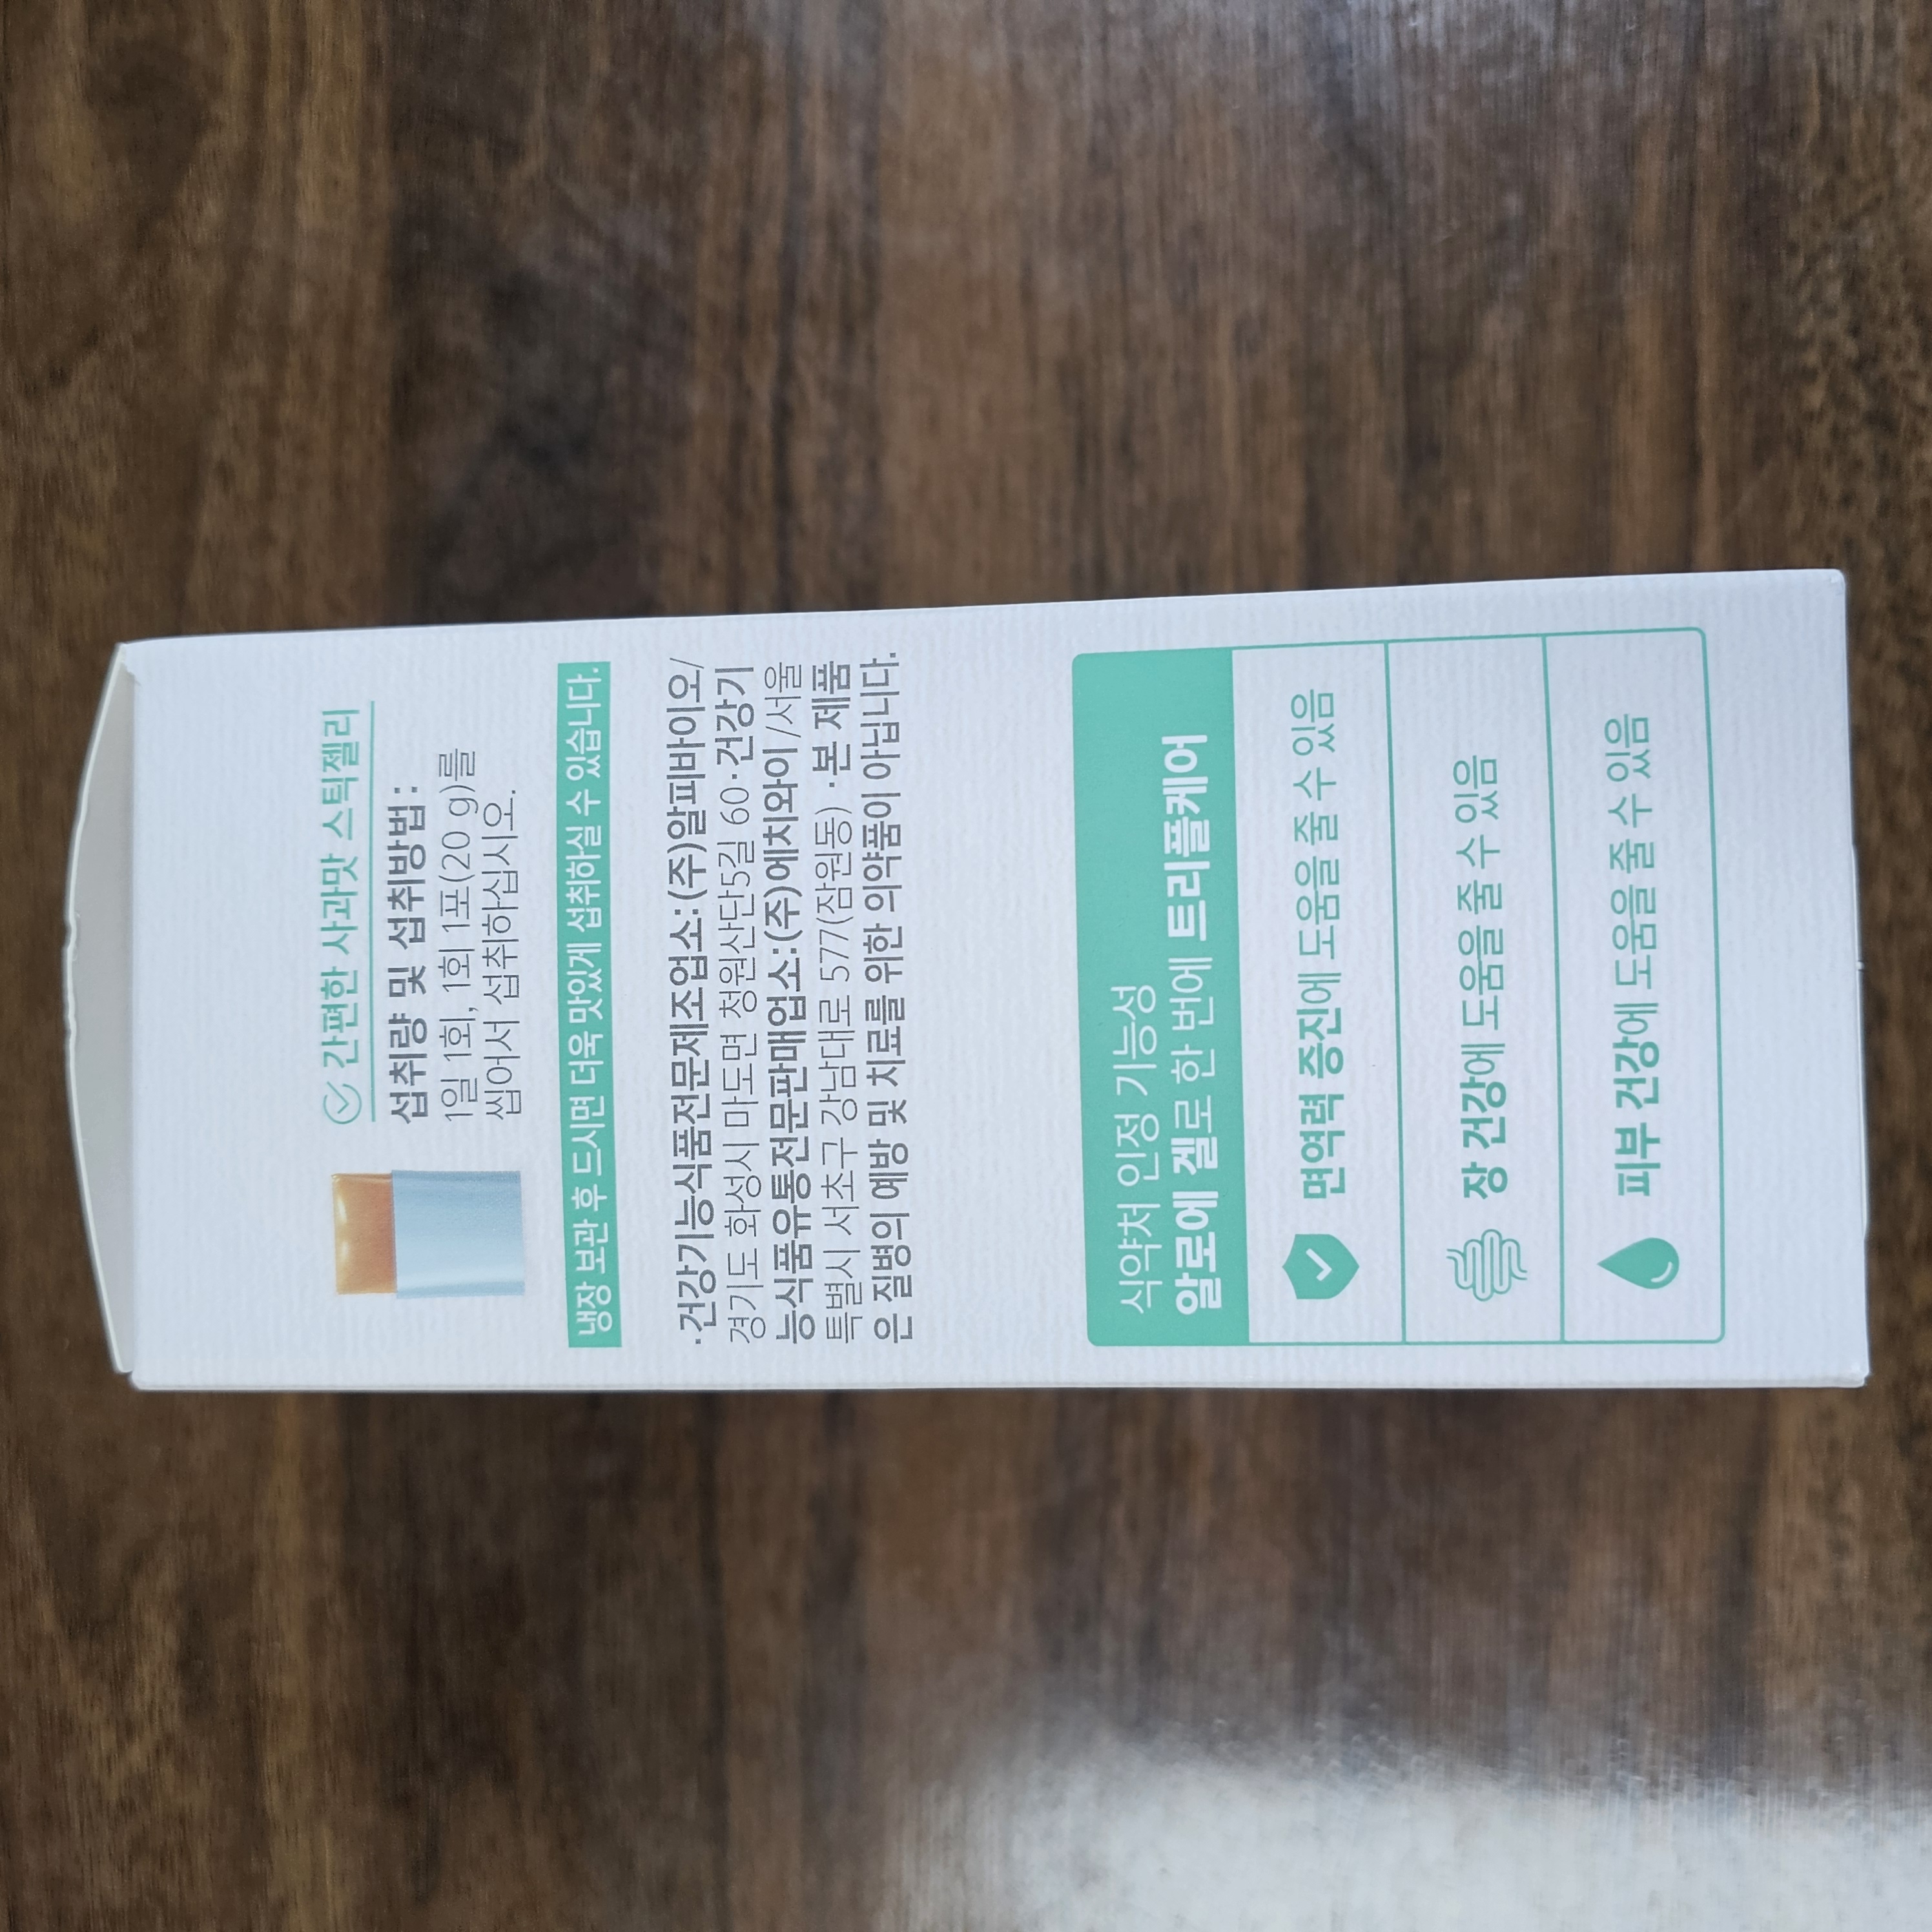 간편한 사과맛 스틱젤리
섭취량 및 섭취방법:
1일 1회, 1회 1포(20 g)를
씹어서 섭취하십시오.
냉장 보관 후 드시면 더욱 맛있게 섭취하실 수 있습니다.
·건강기능식품전문제조업소:(주)알피바이오/
경기도 화성시 마도면 청원산단5길 60·건강기
능식품유통전문판매업소:(주)에치와이/서울
특별시 서초구 강남대로 577(잠원동) ·본 제품
은 질병의 예방 및 치료를 위한 의약품이 아닙니다.
식약처 인정 기능성
알로에 겔로 한 번에 트리플케어
면역력 증진에 도움을 줄 수 있음
장 건강에 도움을 줄 수 있음
피부 건강에 도움을 줄 수 있음